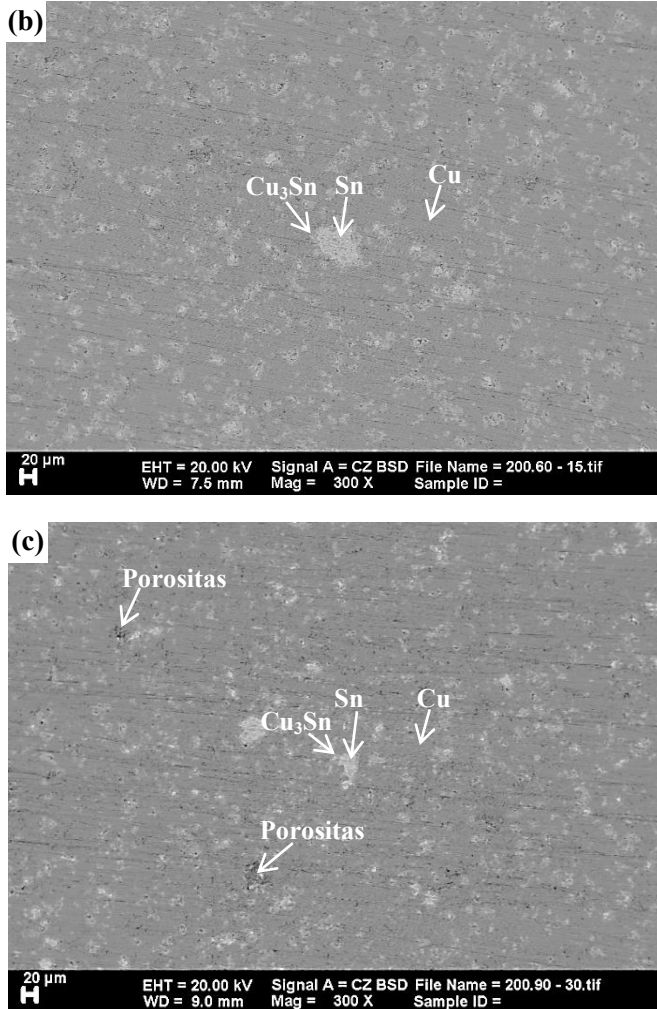 (b)
Cu₃Sn Sn Cu
20 µm EHT = 20.00 kV Signal A = CZ BSD File Name = 200.60 - 15.tif
WD = 7.5 mm Mag = 300 X Sample ID =
(c)
Porositas
Sn Cu
Cu₃Sn
Porositas
20 µm EHT = 20.00 kV Signal A = CZ BSD File Name = 200.90 - 30.tif
WD = 9.0 mm Mag = 300 X Sample ID =